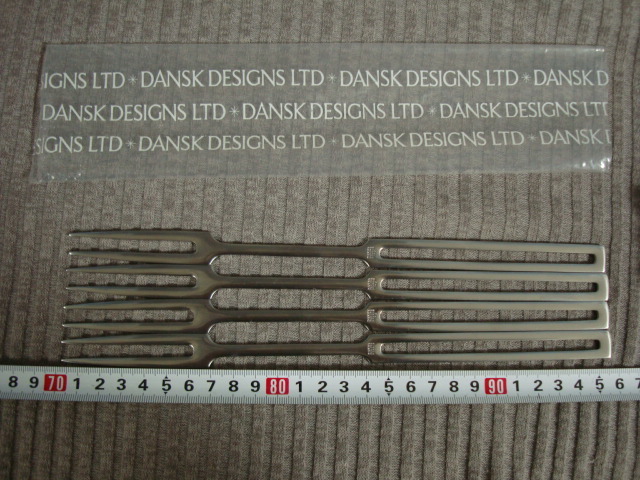 SIGNS LTD * DANSK DESIGNS LTD * DANSK DESIGNS LTD * DANSK D
DANSK DESIGNS LTD * DANSK DESIGNS LTD * DANSK DESIGNS LTD
SIGNS LTD * DANSK DESIGNS LTD * DANSK DESIGNS LTD * DANSK DES
8 9 70 1 2 3 4 5 6 7 8 9 80 1 2 3 4 5 6 7 8 9 90 1 2 3 4 5 6 7